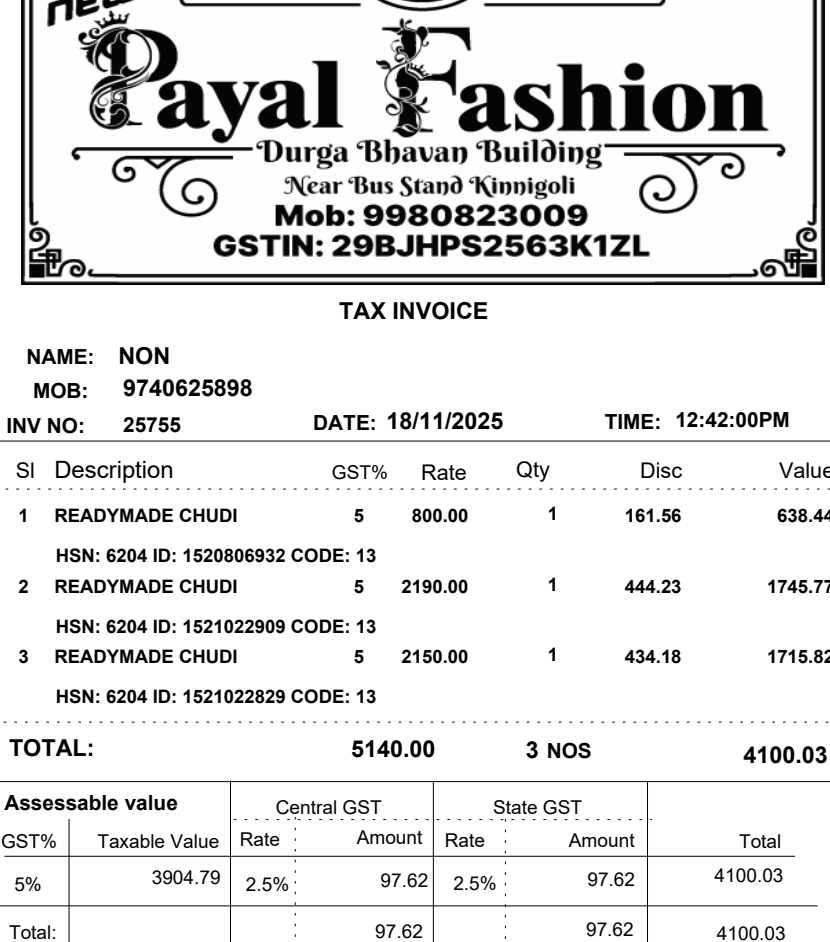 new
Payal Fashion
Durga Bhavan Building
Near Bus Stand Kinnigoli
Mob: 9980823009
GSTIN: 29BJHPS2563K1ZL
TAX INVOICE
NAME: NON
MOB: 9740625898
INV NO: 25755 DATE: 18/11/2025 TIME: 12:42:00PM
Sl Description GST% Rate Qty Disc Value
1 READYMADE CHUDI 5 800.00 1 161.56 638.44
HSN: 6204 ID: 1520806932 CODE: 13
2 READYMADE CHUDI 5 2190.00 1 444.23 1745.77
HSN: 6204 ID: 1521022909 CODE: 13
3 READYMADE CHUDI 5 2150.00 1 434.18 1715.82
HSN: 6204 ID: 1521022829 CODE: 13
TOTAL: 5140.00 3 NOS 4100.03
Assessable value Central GST State GST
GST% Taxable Value Rate Amount Rate Amount Total
5% 3904.79 2.5% 97.62 2.5% 97.62 4100.03
Total: 97.62 97.62 4100.03